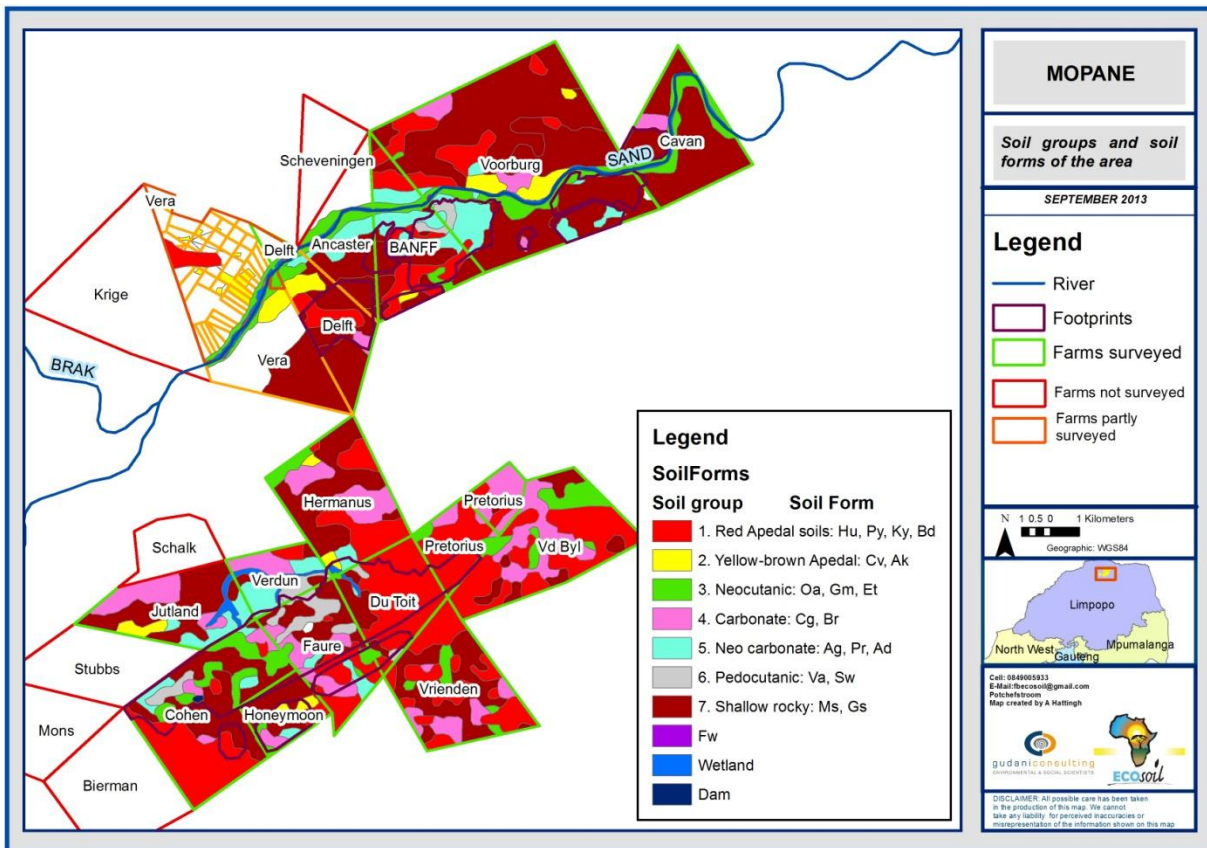 Scheveningen
Vera
Krige
BRAK
Delft
Ancaster
BANFF
Voorburg
SAND
Cavan
Delft
Vera
Hermanus
Schalk
Verdun
Jutland
Stubbs
Mons
Bierman
Cohen
Honeymoon
Faure
Du Toit
Pretorius
Pretorius
Vd Byl
Vrienden
Legend
SoilForms
Soil group Soil Form
1. Red Apedal soils: Hu, Py, Ky, Bd
2. Yellow-brown Apedal: Cv, Ak
3. Neocutanic: Oa, Gm, Et
4. Carbonate: Cg, Br
5. Neo carbonate: Ag, Pr, Ad
6. Pedocutanic: Va, Sw
7. Shallow rocky: Ms, Gs
Fw
Wetland
Dam
MOPANE
Soil groups and soil
forms of the area
SEPTEMBER 2013
Legend
River
Footprints
Farms surveyed
Farms not surveyed
Farms partly
surveyed
N
1 0.5 0 1 Kilometers
Geographic: WGS84
Limpopo
North West
Gauteng
Mpumalanga
Cell: 0849005933
E-Mail:fbecosoil@gmail.com
Potchefstroom
Map created by A Hattingh
gudaniconsulting
ENVIRONMENTAL & SOCIAL SCIENTISTS
ECOsoil
DISCLAIMER: All possible care has been taken
in the production of this map. We cannot
take any liability for perceived inaccuracies or
misrepresentation of the information shown on this map